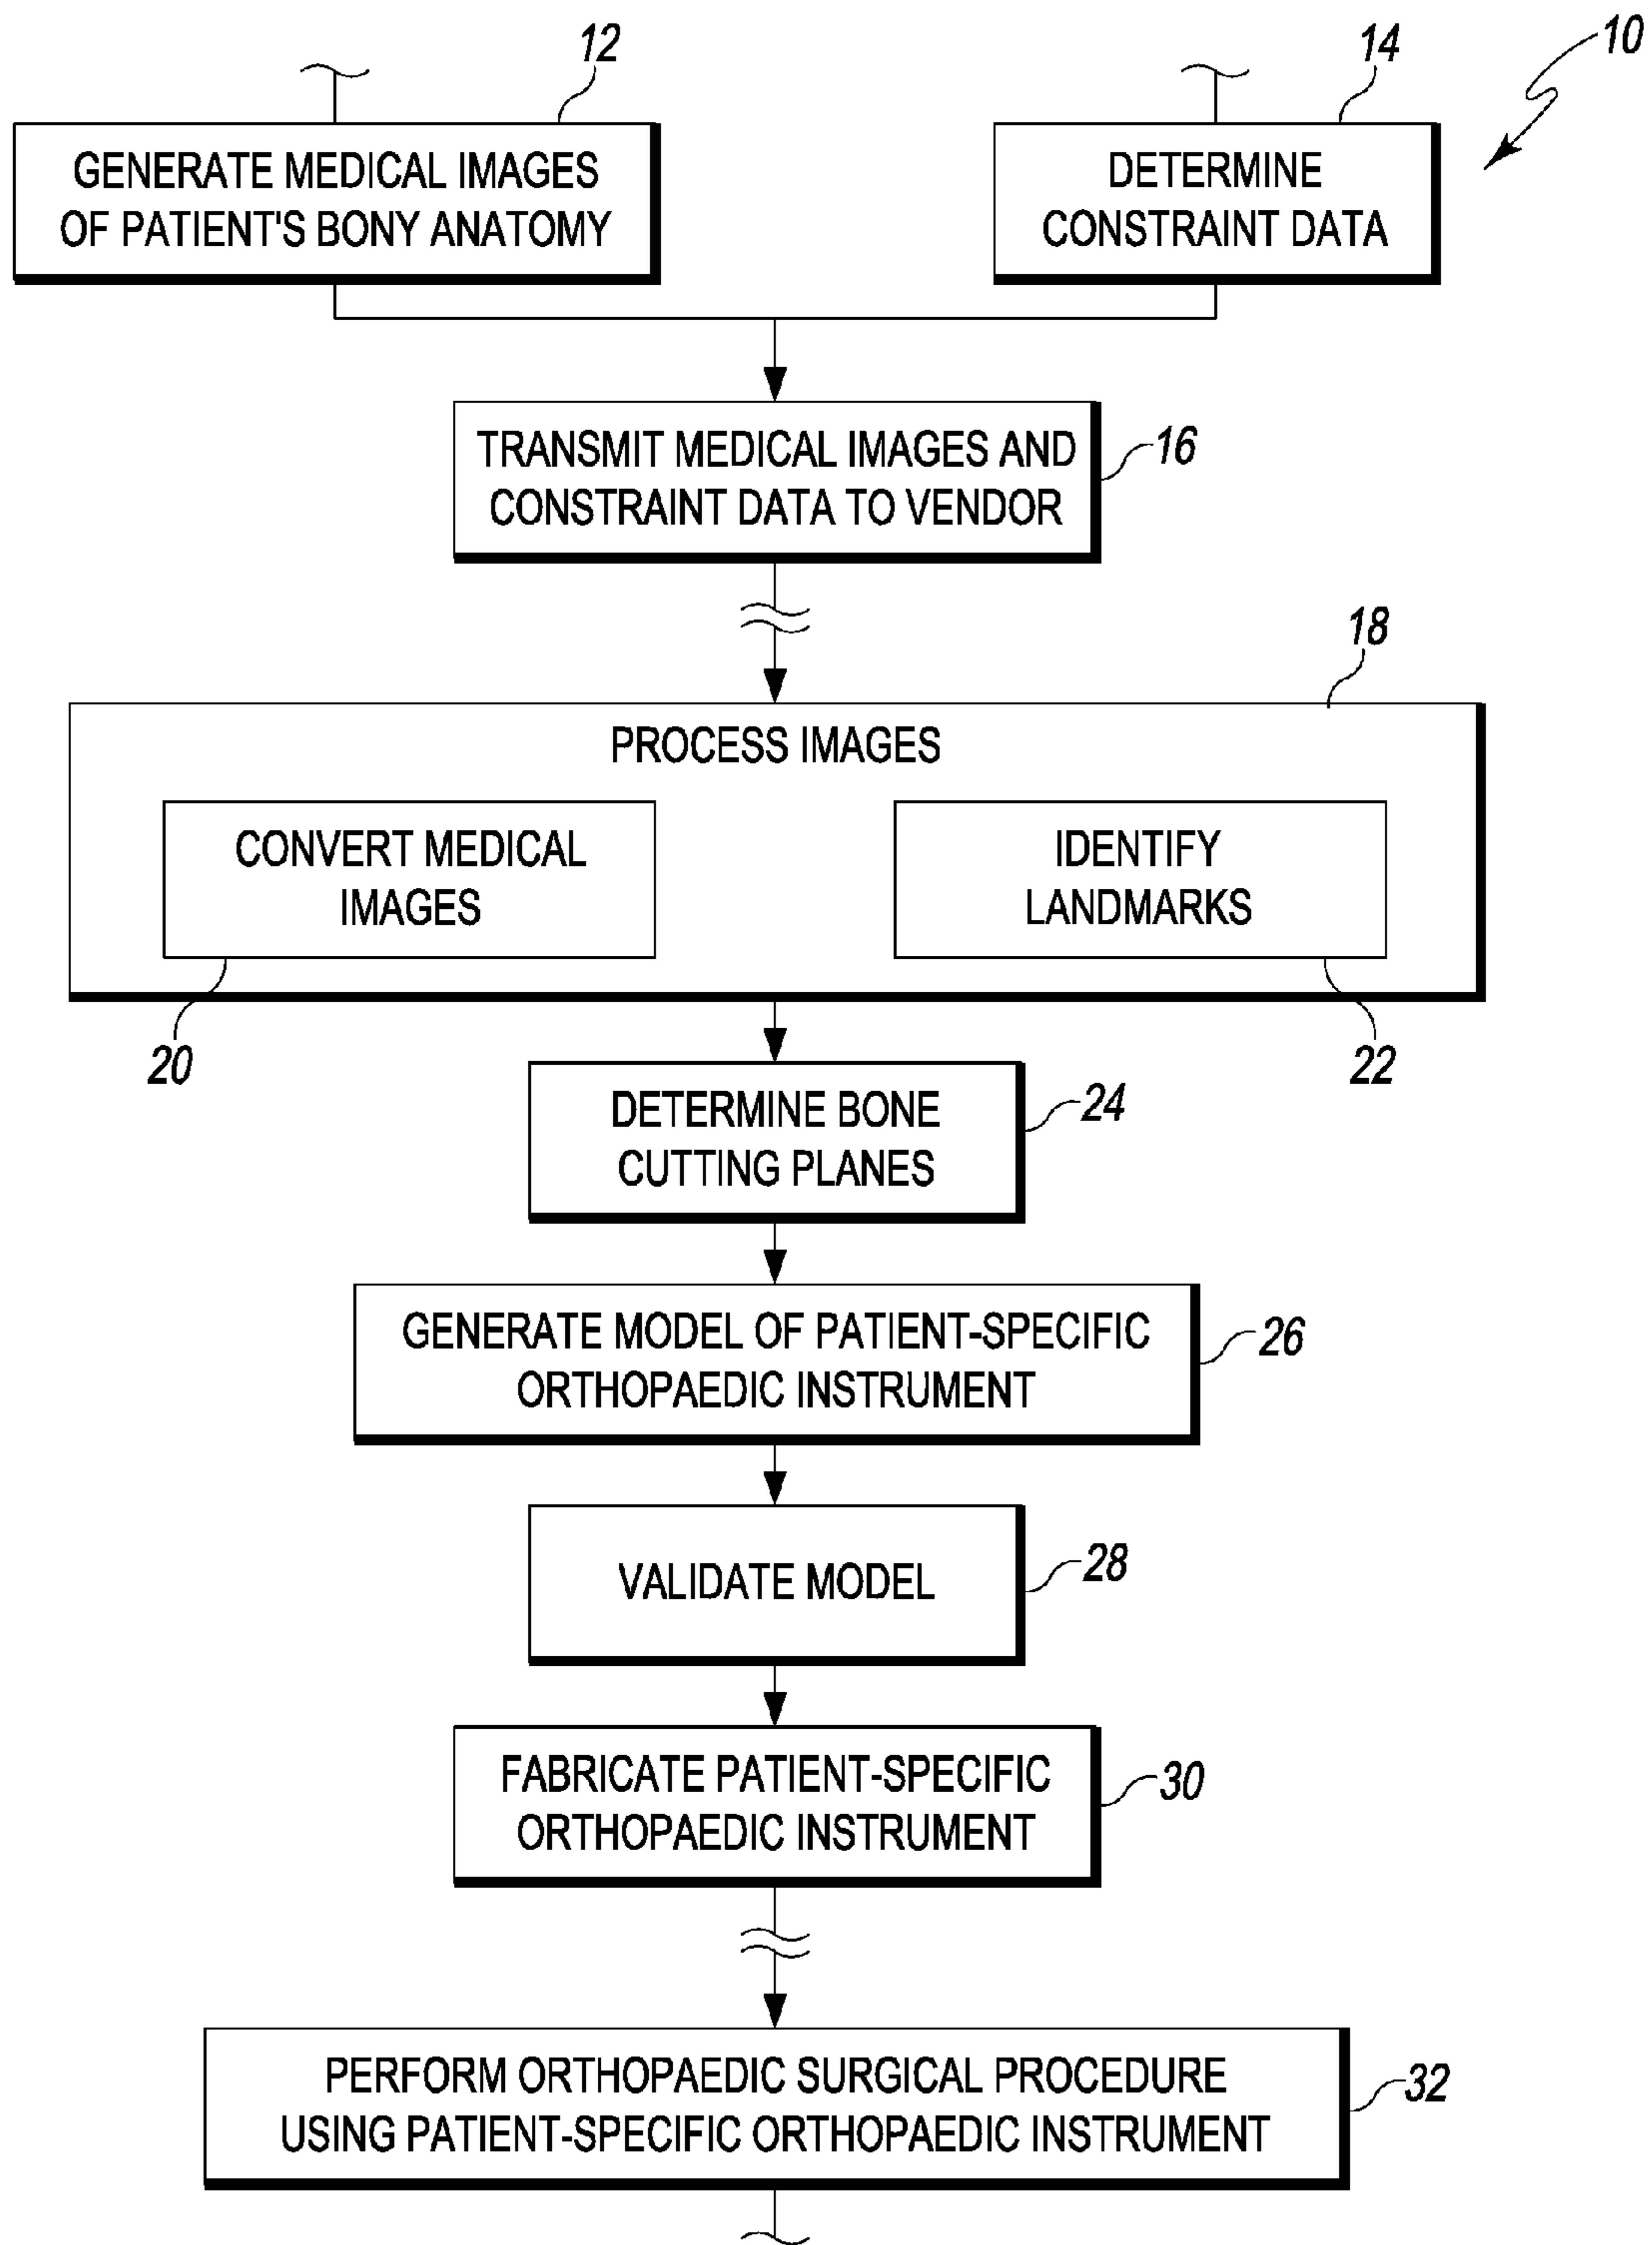 12
14
10
GENERATE MEDICAL IMAGES
OF PATIENT'S BONY ANATOMY
DETERMINE
CONSTRAINT DATA
TRANSMIT MEDICAL IMAGES AND
CONSTRAINT DATA TO VENDOR
16
18
PROCESS IMAGES
CONVERT MEDICAL
IMAGES
IDENTIFY
LANDMARKS
20
22
DETERMINE BONE
CUTTING PLANES
24
GENERATE MODEL OF PATIENT-SPECIFIC
ORTHOPAEDIC INSTRUMENT
26
VALIDATE MODEL
28
FABRICATE PATIENT-SPECIFIC
ORTHOPAEDIC INSTRUMENT
30
PERFORM ORTHOPAEDIC SURGICAL PROCEDURE
USING PATIENT-SPECIFIC ORTHOPAEDIC INSTRUMENT
32